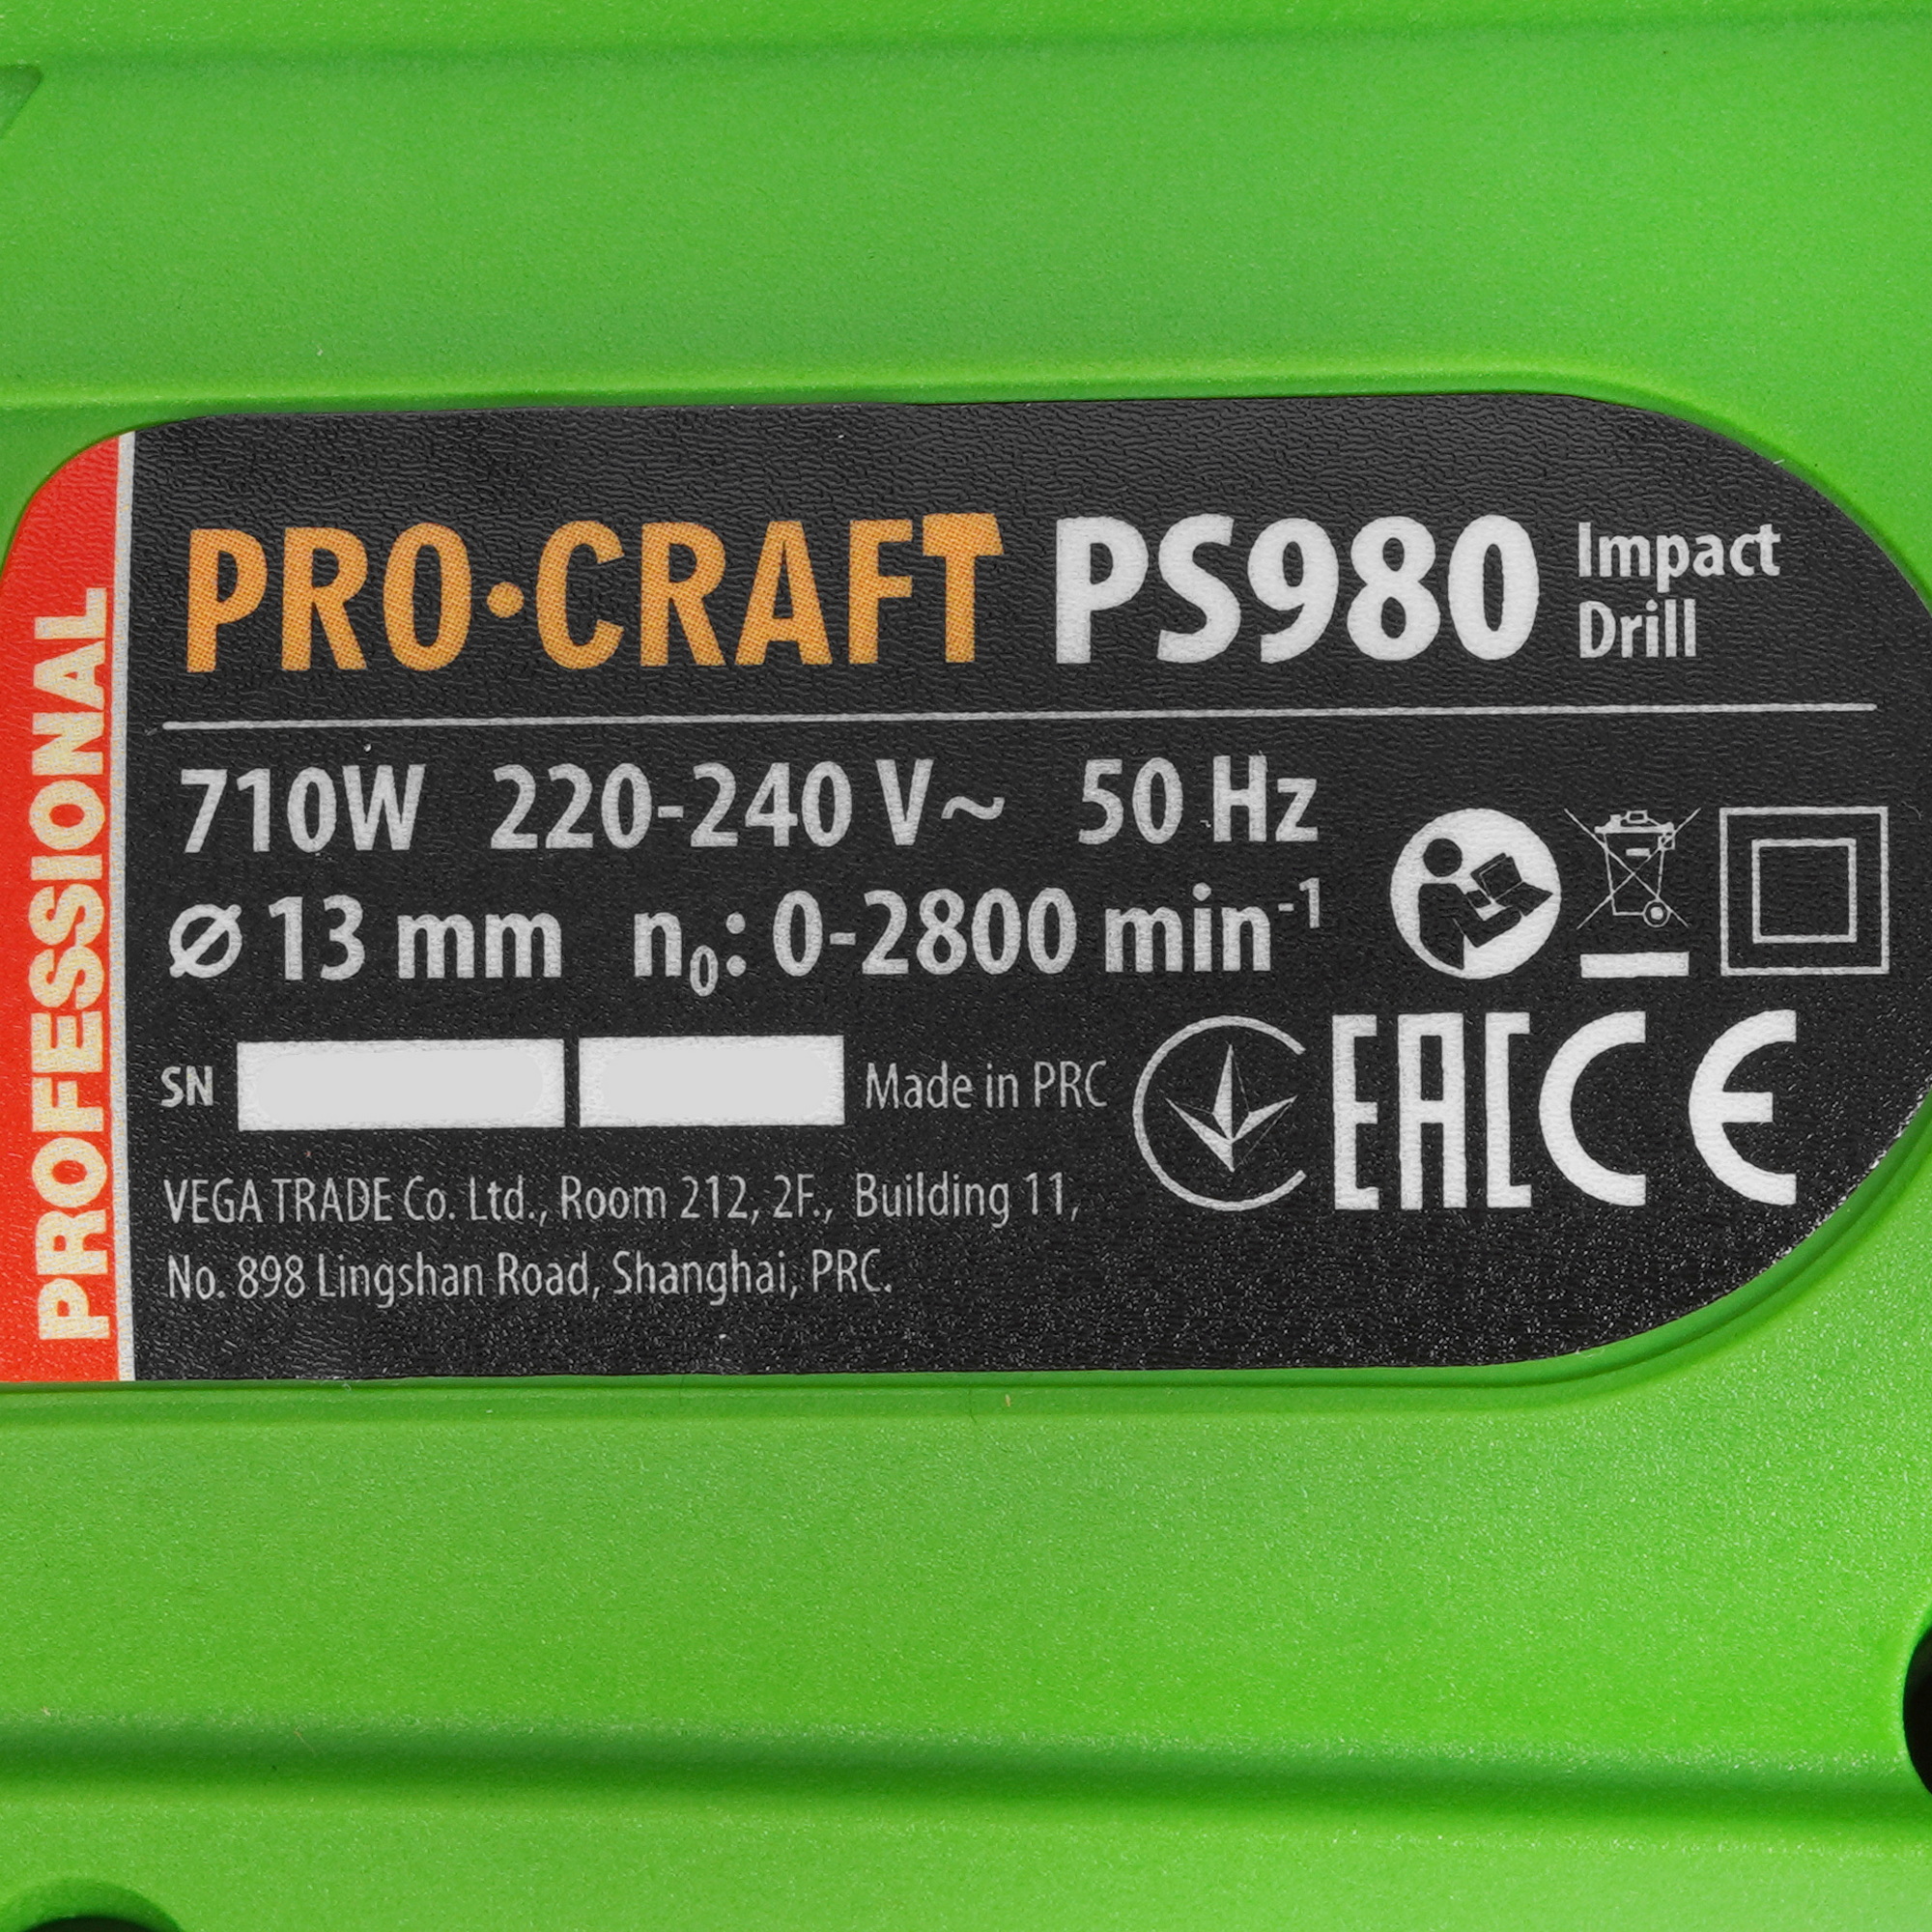 PROFESSIONAL
PRO·CRAFT PS980 Impact Drill
710W 220-240 V~ 50 Hz
Ø 13 mm n₀: 0-2800 min⁻¹
SN Made in PRC EAC CE
VEGA TRADE Co. Ltd., Room 212, 2F., Building 11,
No. 898 Lingshan Road, Shanghai, PRC.